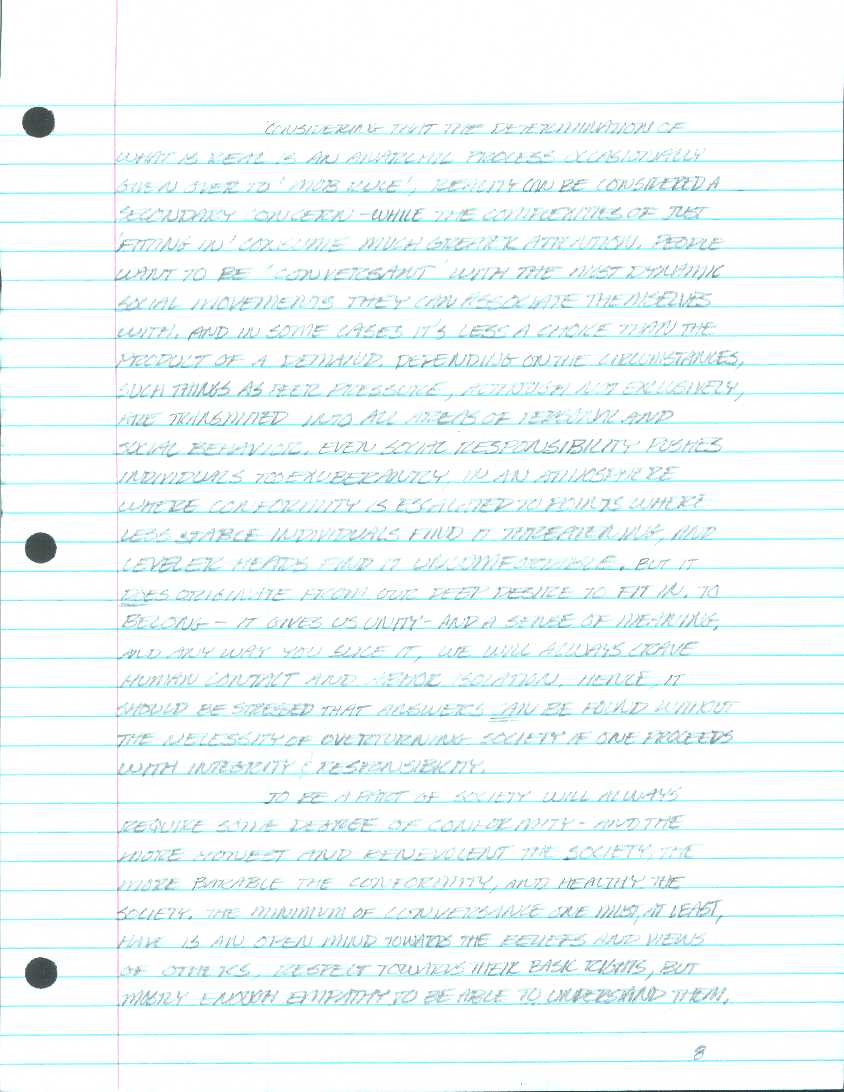 CONSIDERING THAT THE DETERMINATION OF
WHAT IS REAL IS AN ANARCHIC PROCESS OCCASIONALLY
GIVEN OVER TO 'MOB RULE', REALITY CAN BE CONSIDERED A
SECONDARY CONCERN - WHILE THE COMPLEXITIES OF JUST
'FITTING IN' CONSUME MUCH GREATER ATTENTION. PEOPLE
WANT TO BE 'CONVERSANT' WITH THE MOST DYNAMIC
SOCIAL MOVEMENTS THEY CAN ASSOCIATE THEMSELVES
WITH. AND IN SOME CASES IT'S LESS A CHOICE THAN THE
PRODUCT OF A DEMAND. DEPENDING ON THE CIRCUMSTANCES,
SUCH THINGS AS PEER PRESSURE, ALTHOUGH NOT EXCLUSIVELY,
ARE TRANSMITTED INTO ALL AREAS OF PERSONAL AND
SOCIAL BEHAVIOR. EVEN SOCIAL RESPONSIBILITY PUSHES
INDIVIDUALS TOO EXUBERANTLY IN AN ATMOSPHERE
WHERE CONFORMITY IS ESCALATED TO POINTS WHERE
LESS STABLE INDIVIDUALS FIND IT THREATENING, AND
LEVELER HEADS FIND IT UNCOMFORTABLE. BUT IT
DOES ORIGINATE FROM OUR DEEP DESIRE TO FIT IN. TO
BELONG - IT GIVES US UNITY - AND A SENSE OF MEANING,
AND ANY WAY YOU SLICE IT, WE WILL ALWAYS CRAVE
HUMAN CONTACT AND ABHOR ISOLATION. HENCE, IT
SHOULD BE STRESSED THAT ANSWERS CAN BE FOUND WITHOUT
THE NECESSITY OF OVERTURNING SOCIETY IF ONE PROCEEDS
WITH INTEGRITY & RESPONSIBILITY.
TO BE A PART OF SOCIETY WILL ALWAYS
REQUIRE SOME DEGREE OF CONFORMITY - AND THE
MORE HONEST AND BENEVOLENT THE SOCIETY, THE
MORE BEARABLE THE CONFORMITY, AND HEALTHY THE
SOCIETY. THE MINIMUM OF CONVERSANCE ONE MUST, AT LEAST,
HAVE IS AN OPEN MIND TOWARDS THE BELIEFS AND VIEWS
OF OTHERS. RESPECT TOWARDS THEIR BASIC RIGHTS, BUT
MOSTLY ENOUGH EMPATHY TO BE ABLE TO UNDERSTAND THEM.
8